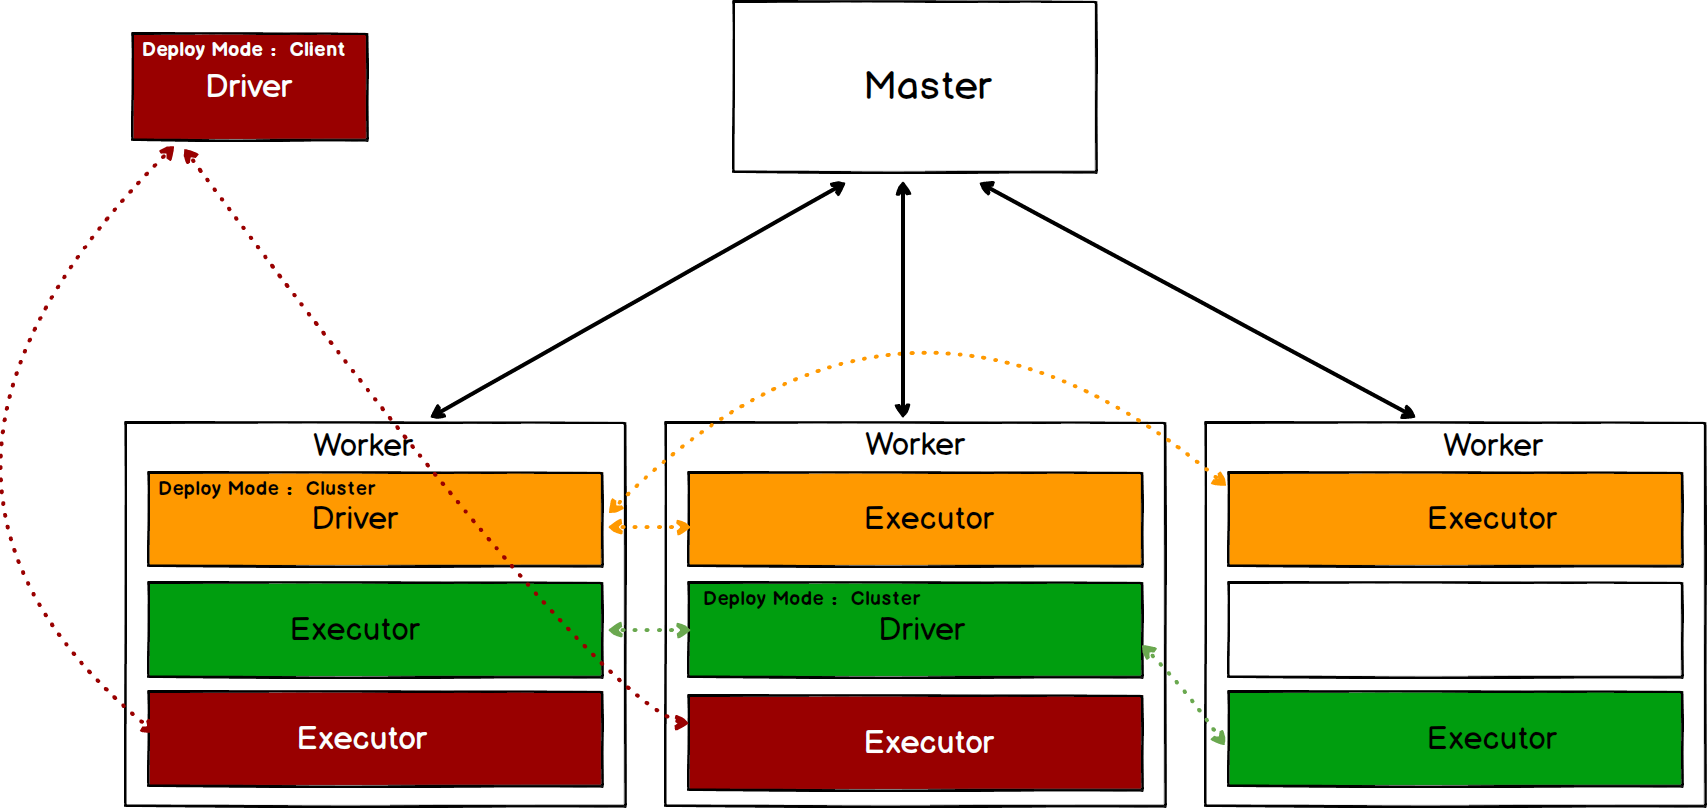 Deploy Mode : Client
Driver
Master
Worker
Deploy Mode : Cluster
Driver
Executor
Executor
Worker
Executor
Deploy Mode : Cluster
Driver
Executor
Worker
Executor
Executor